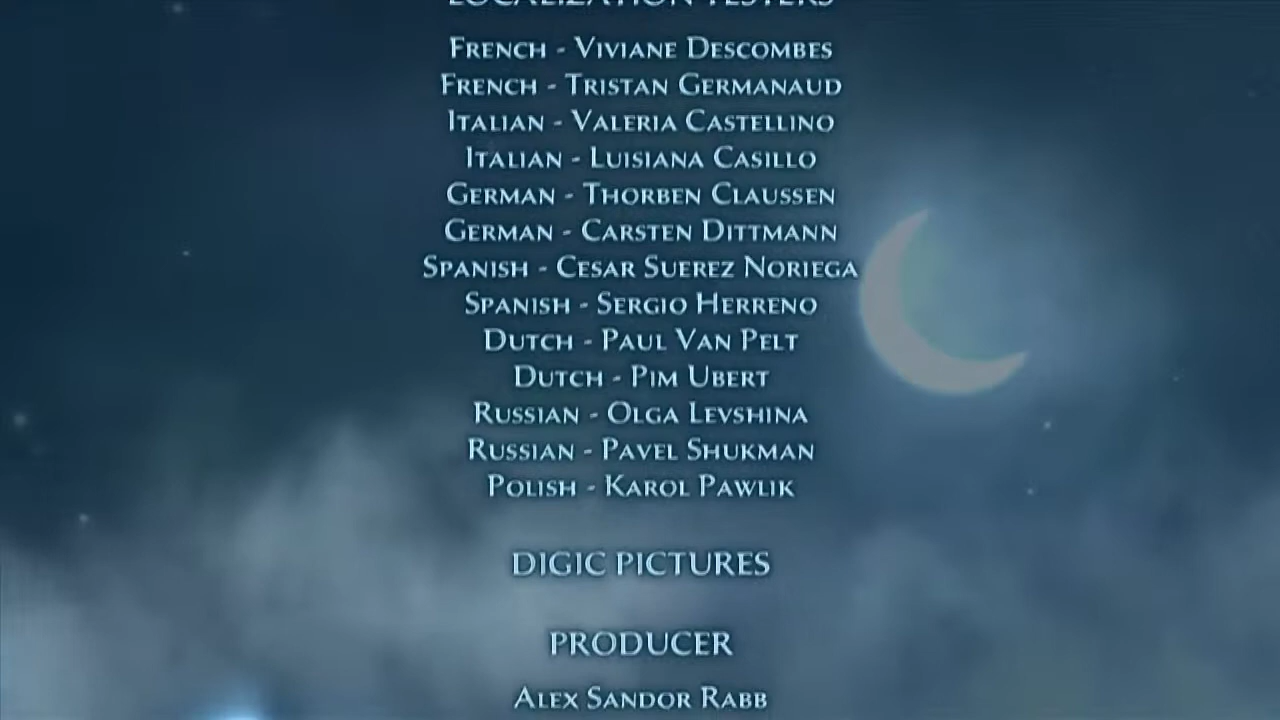 LOCALIZATION TESTERS
FRENCH - VIVIANE DESCOMBES
FRENCH - TRISTAN GERMANAUD
ITALIAN - VALERIA CASTELLINO
ITALIAN - LUISIANA CASILLO
GERMAN - THORBEN CLAUSSEN
GERMAN - CARSTEN DITTMANN
SPANISH - CESAR SUEREZ NORIEGA
SPANISH - SERGIO HERRENO
DUTCH - PAUL VAN PELT
DUTCH - PIM UBERT
RUSSIAN - OLGA LEVSHINA
RUSSIAN - PAVEL SHUKMAN
POLISH - KAROL PAWLIK
DIGIC PICTURES
PRODUCER
ALEX SANDOR RABB